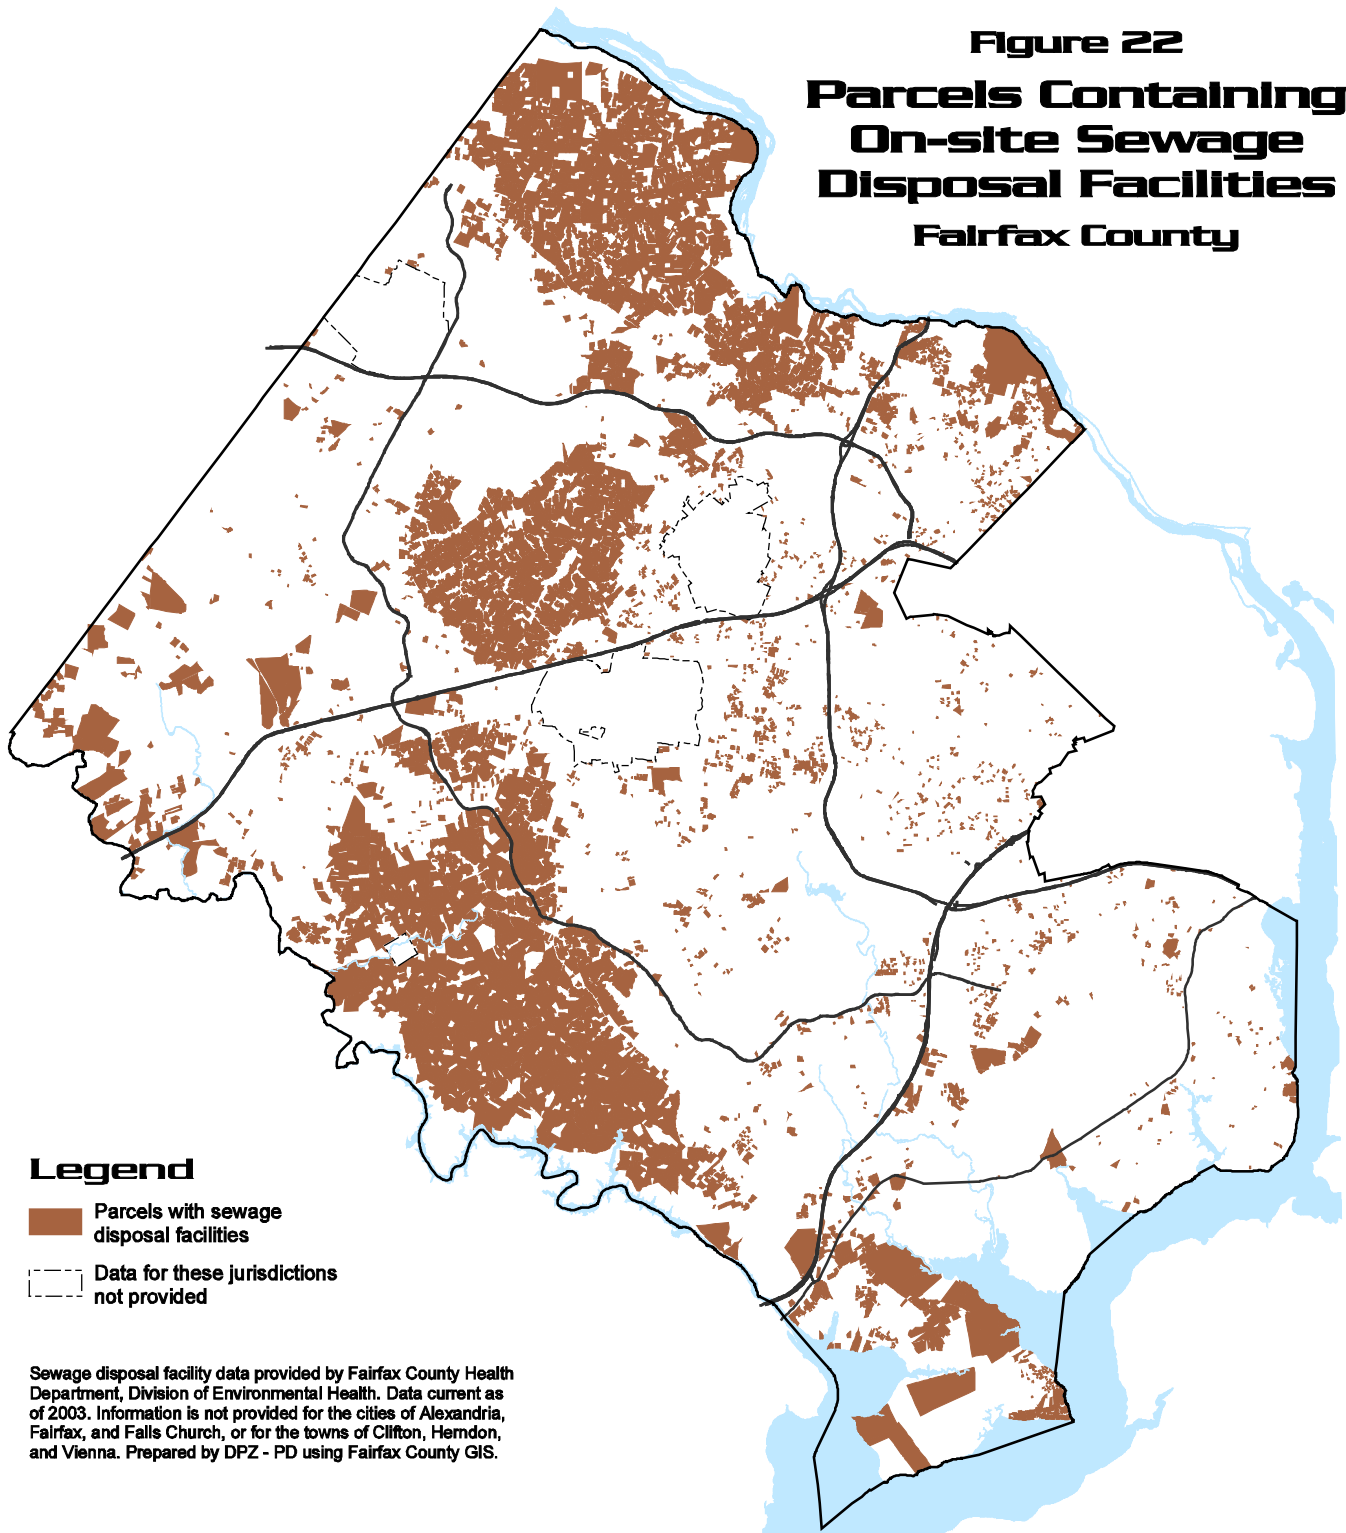 Figure 22
Parcels Containing
On-site Sewage
Disposal Facilities
Fairfax County
Legend
Parcels with sewage
disposal facilities
Data for these jurisdictions
not provided
Sewage disposal facility data provided by Fairfax County Health
Department, Division of Environmental Health. Data current as
of 2003. Information is not provided for the cities of Alexandria,
Fairfax, and Falls Church, or for the towns of Clifton, Herndon,
and Vienna. Prepared by DPZ - PD using Fairfax County GIS.